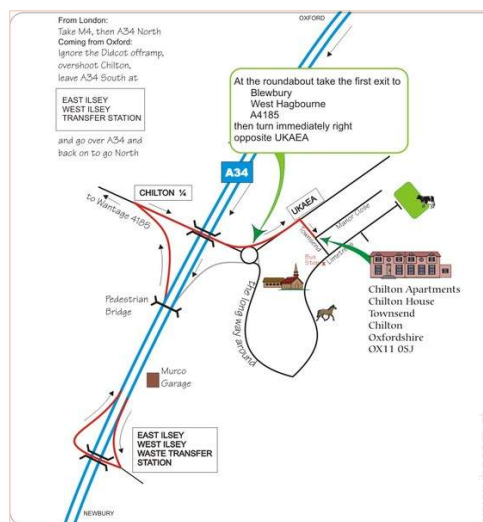 From London:
Take M4, then A34 North
Coming from Oxford:
Ignore the Didcot offramp,
overshoot Chilton,
leave A34 South at
EAST ILSEY
WEST ILSEY
TRANSFER STATION
and go over A34 and
back on to go North
OXFORD
At the roundabout take the first exit to
Blewbury
West Hagbourne
A4185
then turn immediately right
opposite UKAEA
A34
CHILTON ¼
to Wantage 4185
UKAEA
Townsend
Manor Close
Limetrees
Bus
Stop
Pedestrian
Bridge
the long way around
Chilton Apartments
Chilton House
Townsend
Chilton
Oxfordshire
OX11 0SJ
Murco
Garage
EAST ILSEY
WEST ILSEY
WASTE TRANSFER
STATION
NEWBURY